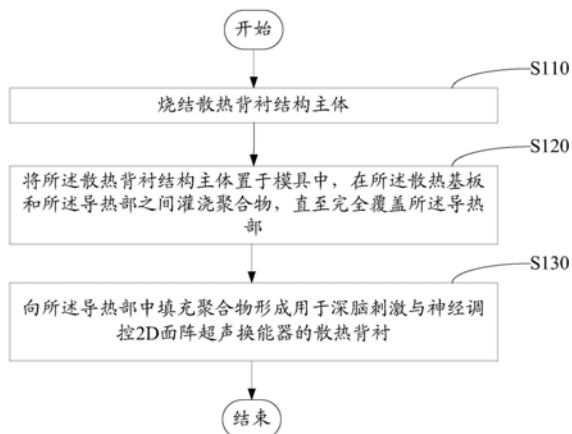 开始
S110
烧结散热背衬结构主体
S120
将所述散热背衬结构主体置于模具中，在所述散热基板
和所述导热部之间灌浇聚合物，直至完全覆盖所述导热
部
S130
向所述导热部中填充聚合物形成用于深脑刺激与神经调
控2D面阵超声换能器的散热背衬
结束